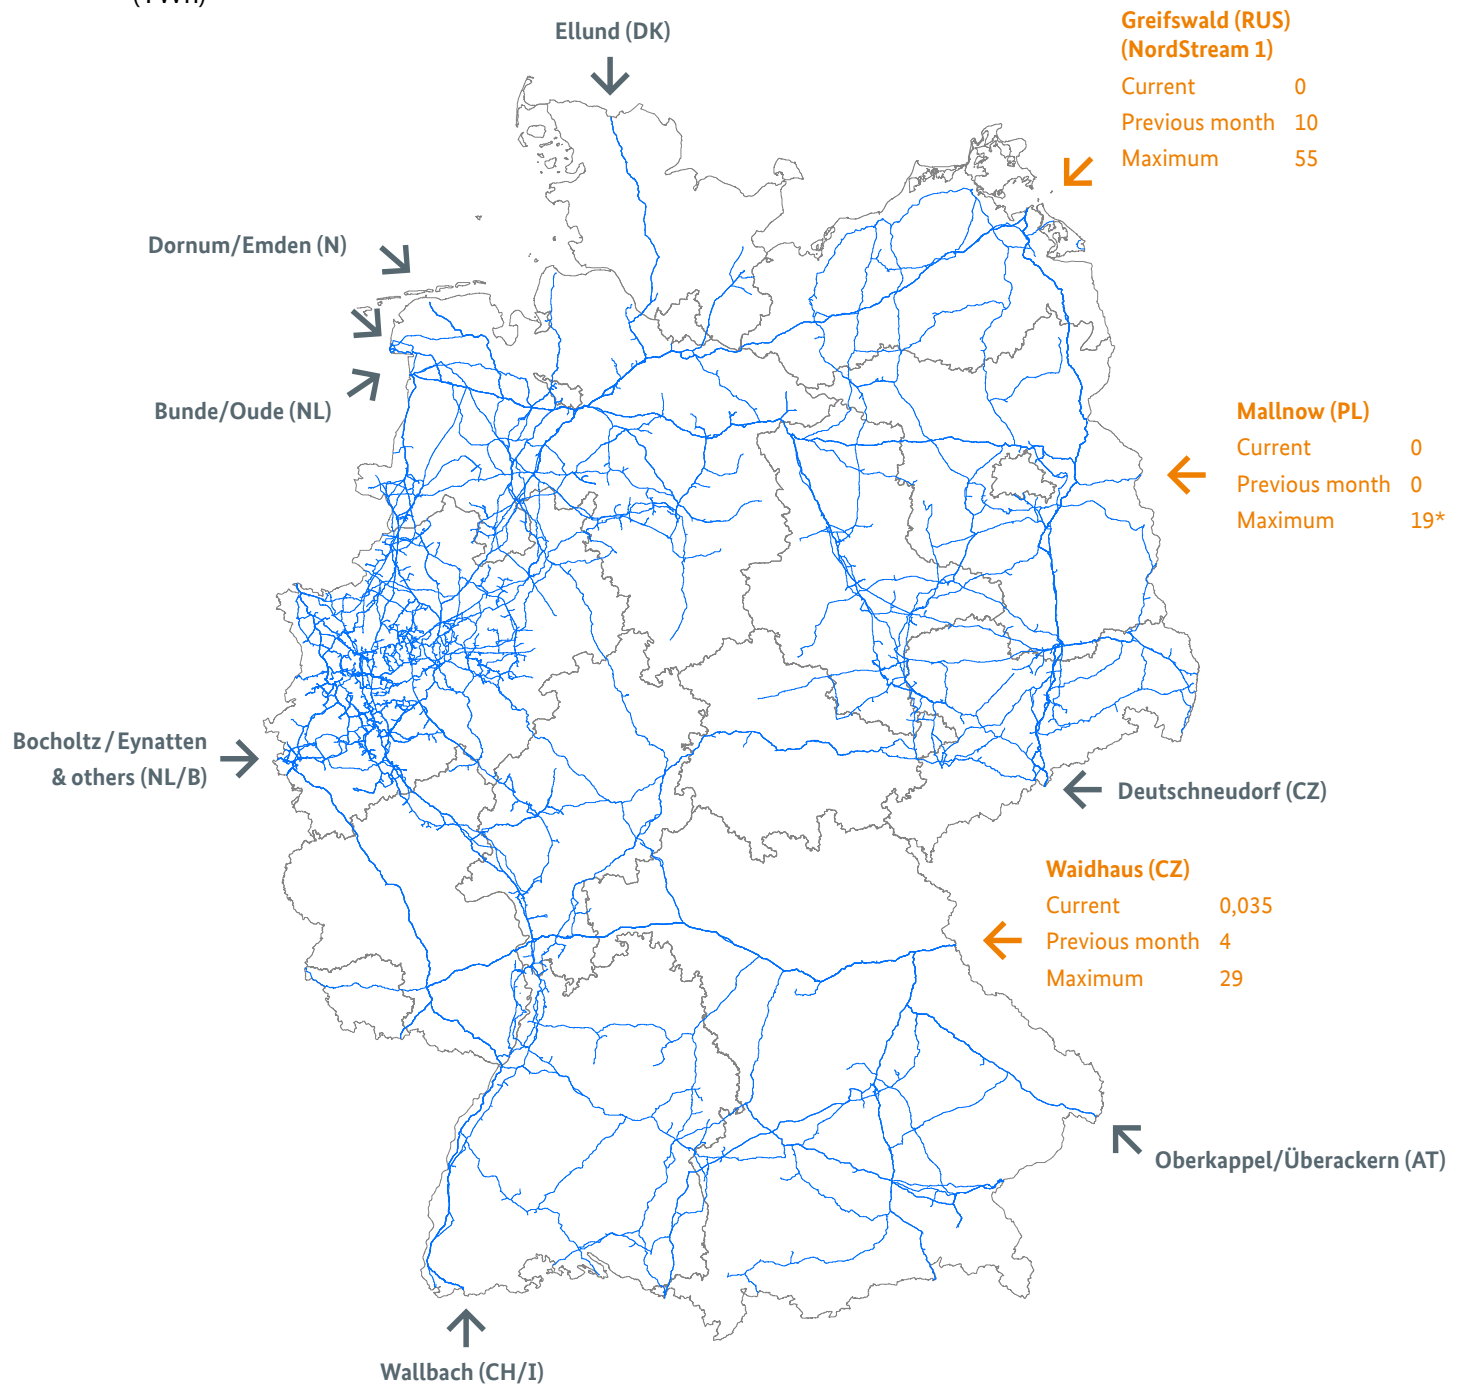 (TWh)
Ellund (DK)
Greifswald (RUS)
(NordStream 1)
Current 0
Previous month 10
Maximum 55
Dornum/Emden (N)
Bunde/Oude (NL)
Mallnow (PL)
Current 0
Previous month 0
Maximum 19*
Bocholtz / Eynatten
& others (NL/B)
Deutschneudorf (CZ)
Waidhaus (CZ)
Current 0,035
Previous month 4
Maximum 29
Oberkappel/Überackern (AT)
Wallbach (CH/I)